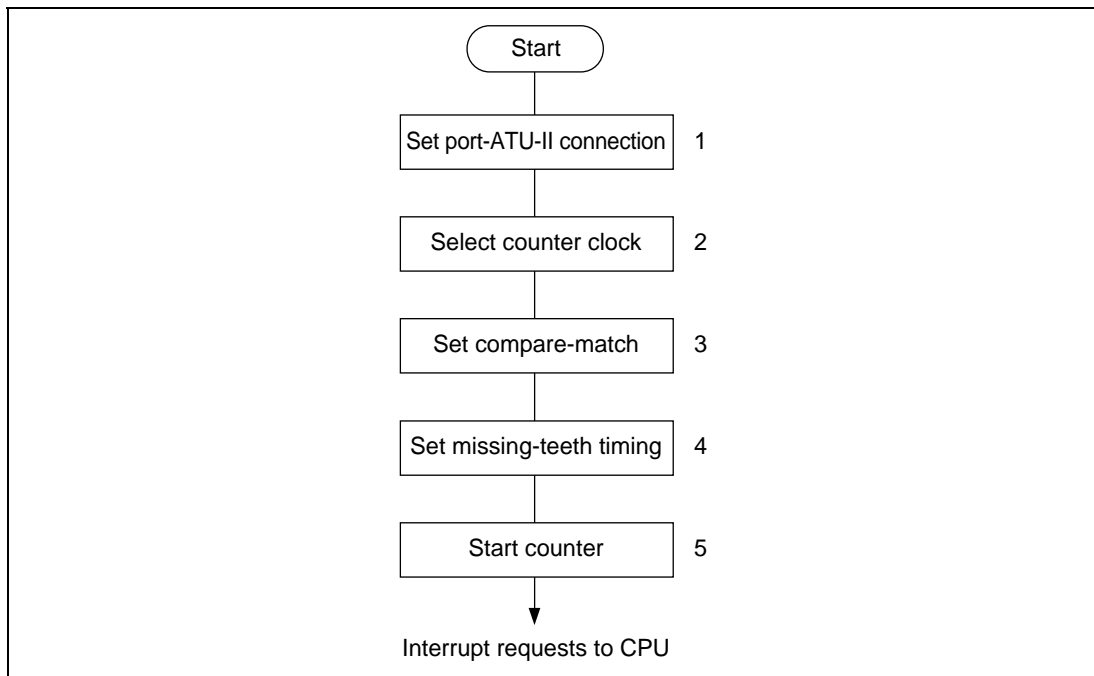 Start
Set port-ATU-II connection 1
Select counter clock 2
Set compare-match 3
Set missing-teeth timing 4
Start counter 5
Interrupt requests to CPU